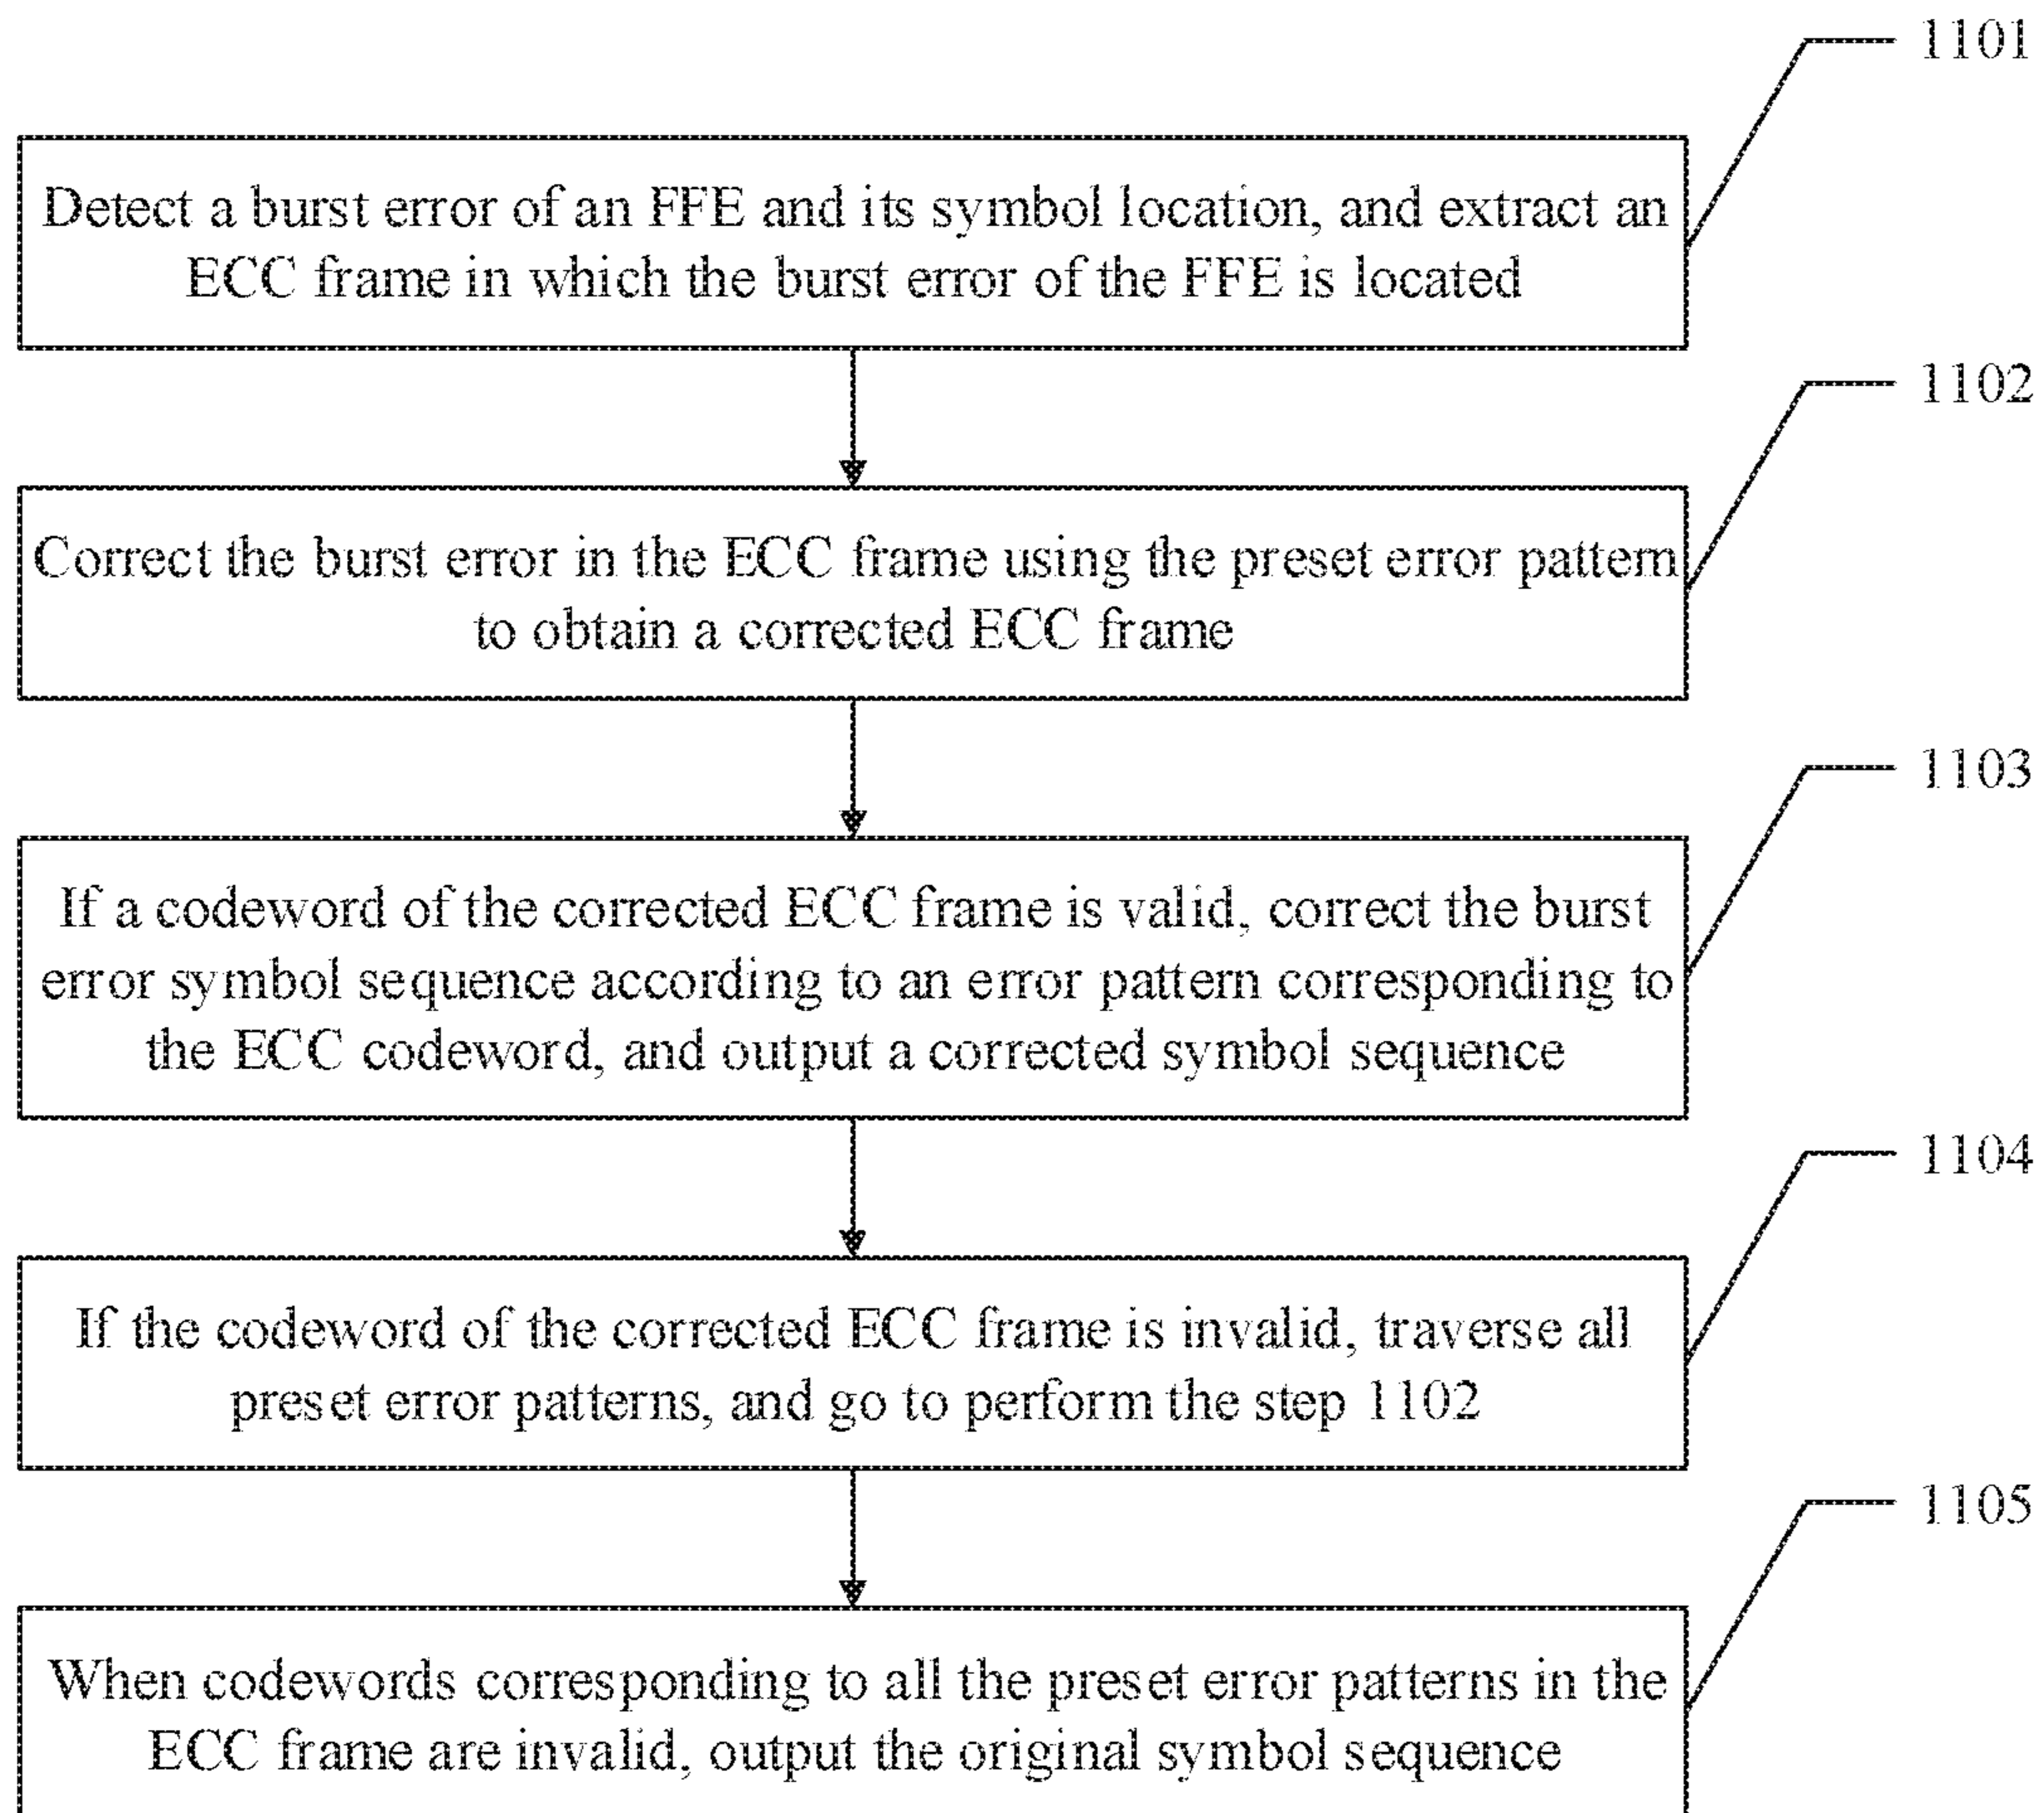 1101
Detect a burst error of an FFE and its symbol location, and extract an
ECC frame in which the burst error of the FFE is located
1102
Correct the burst error in the ECC frame using the preset error pattern
to obtain a corrected ECC frame
1103
If a codeword of the corrected ECC frame is valid, correct the burst
error symbol sequence according to an error pattern corresponding to
the ECC codeword, and output a corrected symbol sequence
1104
If the codeword of the corrected ECC frame is invalid, traverse all
preset error patterns, and go to perform the step 1102
1105
When codewords corresponding to all the preset error patterns in the
ECC frame are invalid, output the original symbol sequence